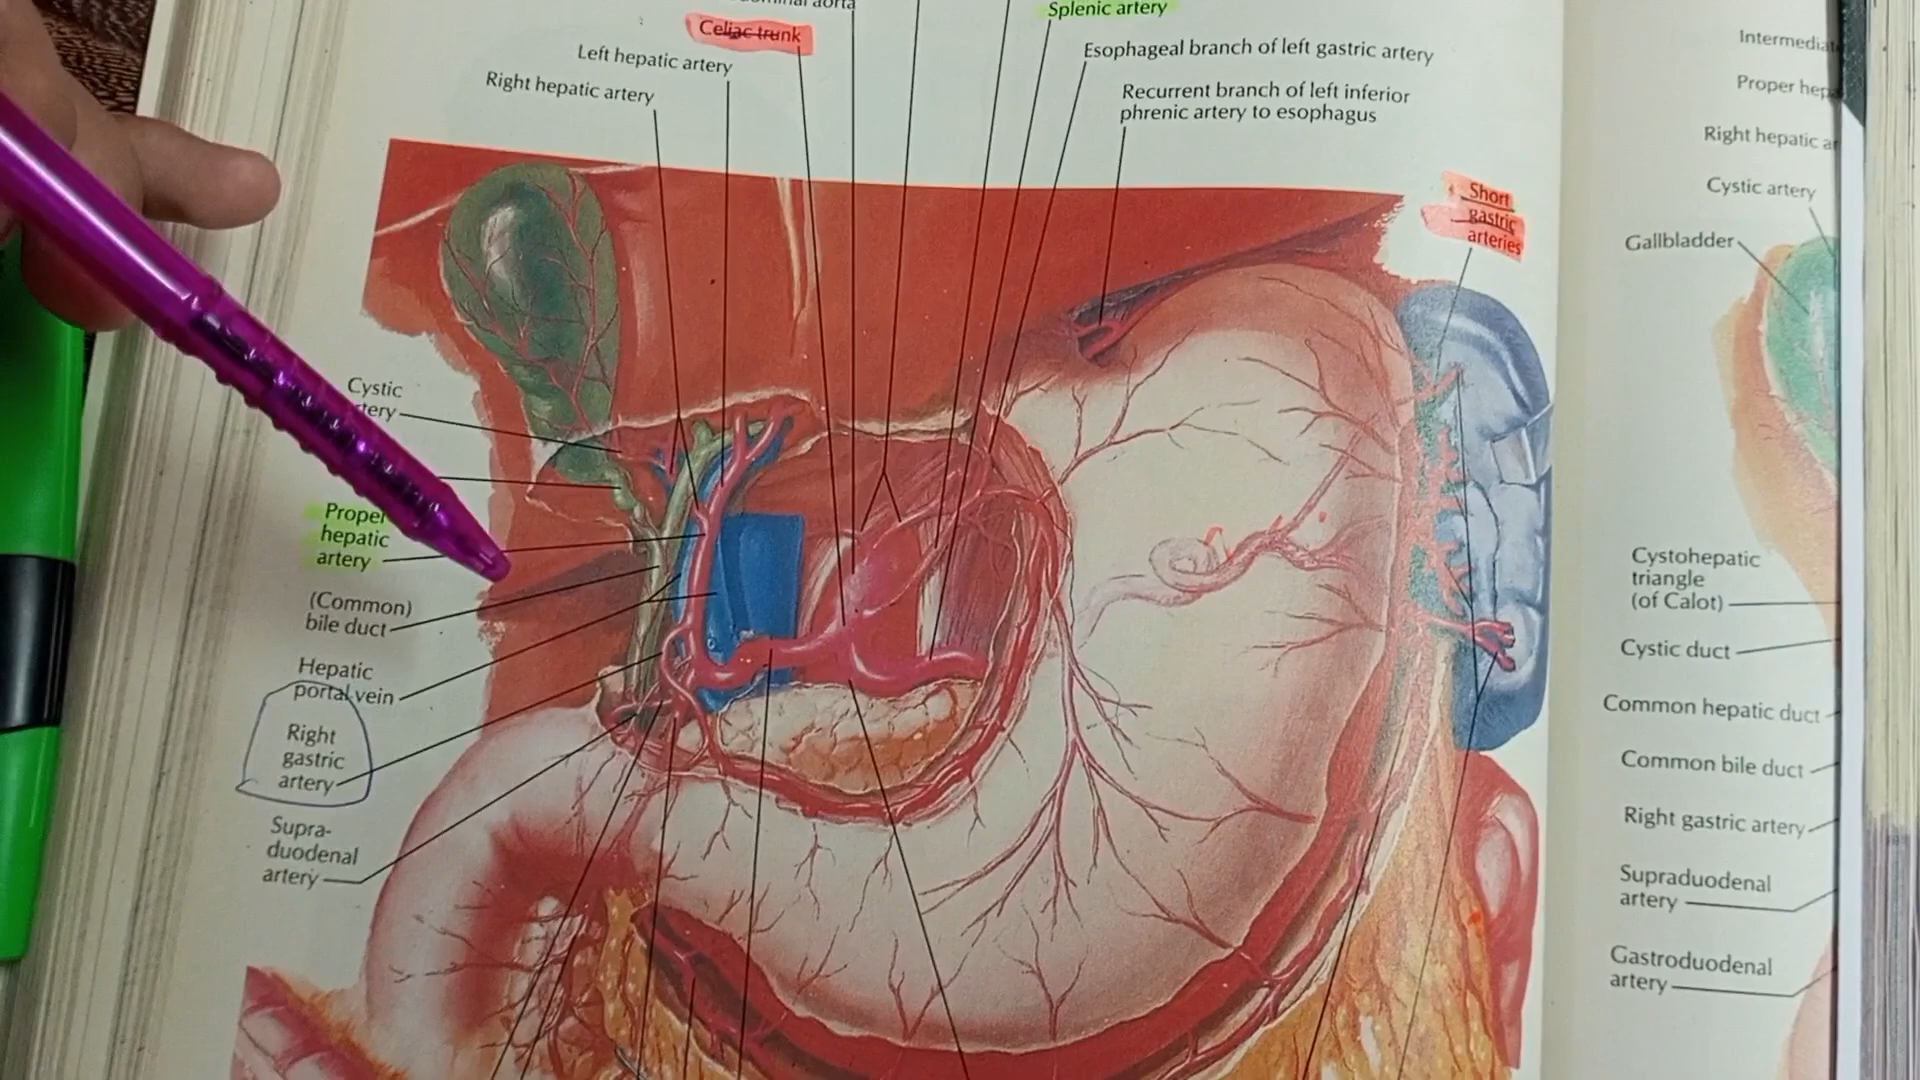 Splenic artery
Celiac trunk
Esophageal branch of left gastric artery
Left hepatic artery
Right hepatic artery
Recurrent branch of left inferior
phrenic artery to esophagus
Short
gastric
arteries
Cystic
Proper
hepatic
artery
(Common)
bile duct
Hepatic
portal vein
Right
gastric
artery
Supra-
duodenal
artery
Proper
Right hepatic
Cystic artery
Gallbladder
Cystohepatic
triangle
(of Calot)
Cystic duct
Common hepatic duct
Common bile duct
Right gastric artery
Supraduodenal
artery
Gastroduodenal
artery